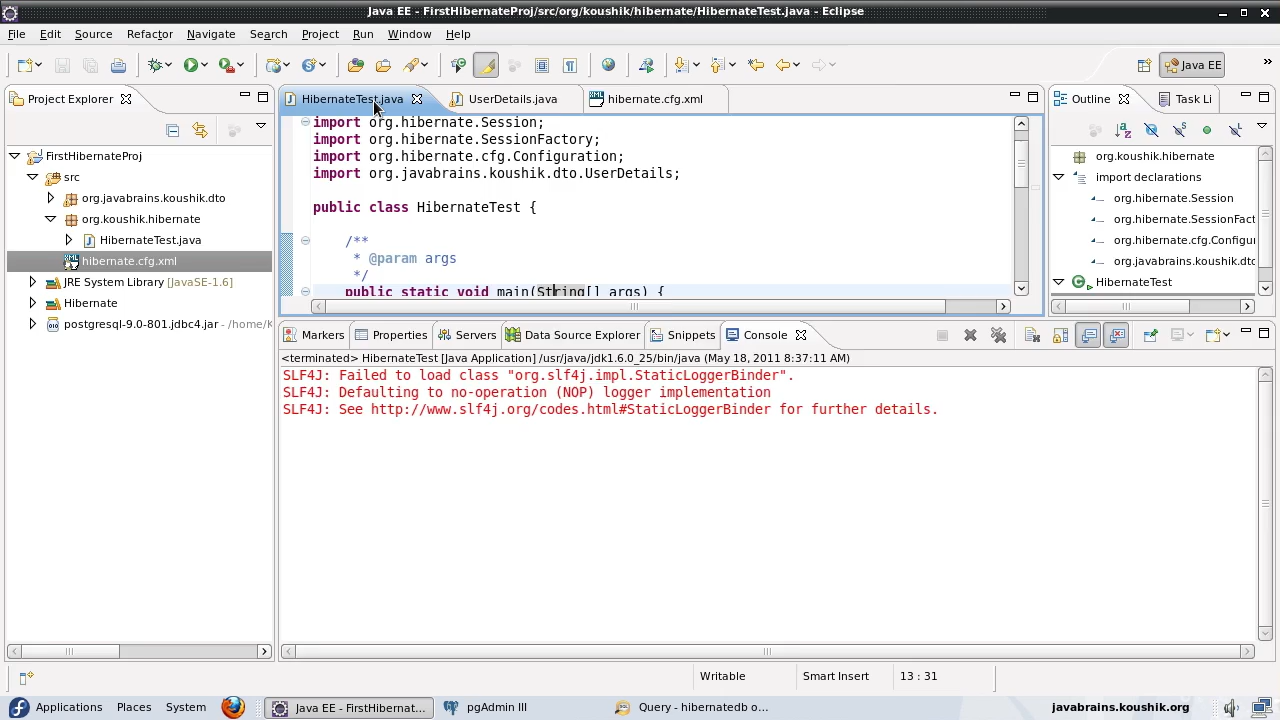 Java EE - FirstHibernateProj/src/org/koushik/hibernate/HibernateTest.java - Eclipse
File Edit Source Refactor Navigate Search Project Run Window Help
Java EE
Project Explorer
HibernateTest.java
UserDetails.java
hibernate.cfg.xml
Outline
Task Li
FirstHibernateProj
src
org.javabrains.koushik.dto
org.koushik.hibernate
HibernateTest.java
hibernate.cfg.xml
JRE System Library [JavaSE-1.6]
Hibernate
postgresql-9.0-801.jdbc4.jar - /home/K
import org.hibernate.Session;
import org.hibernate.SessionFactory;
import org.hibernate.cfg.Configuration;
import org.javabrains.koushik.dto.UserDetails;
public class HibernateTest {
/**
* @param args
*/
public static void main(String[] args) {
org.koushik.hibernate
import declarations
org.hibernate.Session
org.hibernate.SessionFact
org.hibernate.cfg.Configur
org.javabrains.koushik.dto
HibernateTest
Markers Properties Servers Data Source Explorer Snippets Console
<terminated> HibernateTest [Java Application] /usr/java/jdk1.6.0_25/bin/java (May 18, 2011 8:37:11 AM)
SLF4J: Failed to load class "org.slf4j.impl.StaticLoggerBinder".
SLF4J: Defaulting to no-operation (NOP) logger implementation
SLF4J: See http://www.slf4j.org/codes.html#StaticLoggerBinder for further details.
Writable Smart Insert 13 : 31
Applications Places System Java EE - FirstHibernat... pgAdmin III Query - hibernatedb o... javabrains.koushik.org